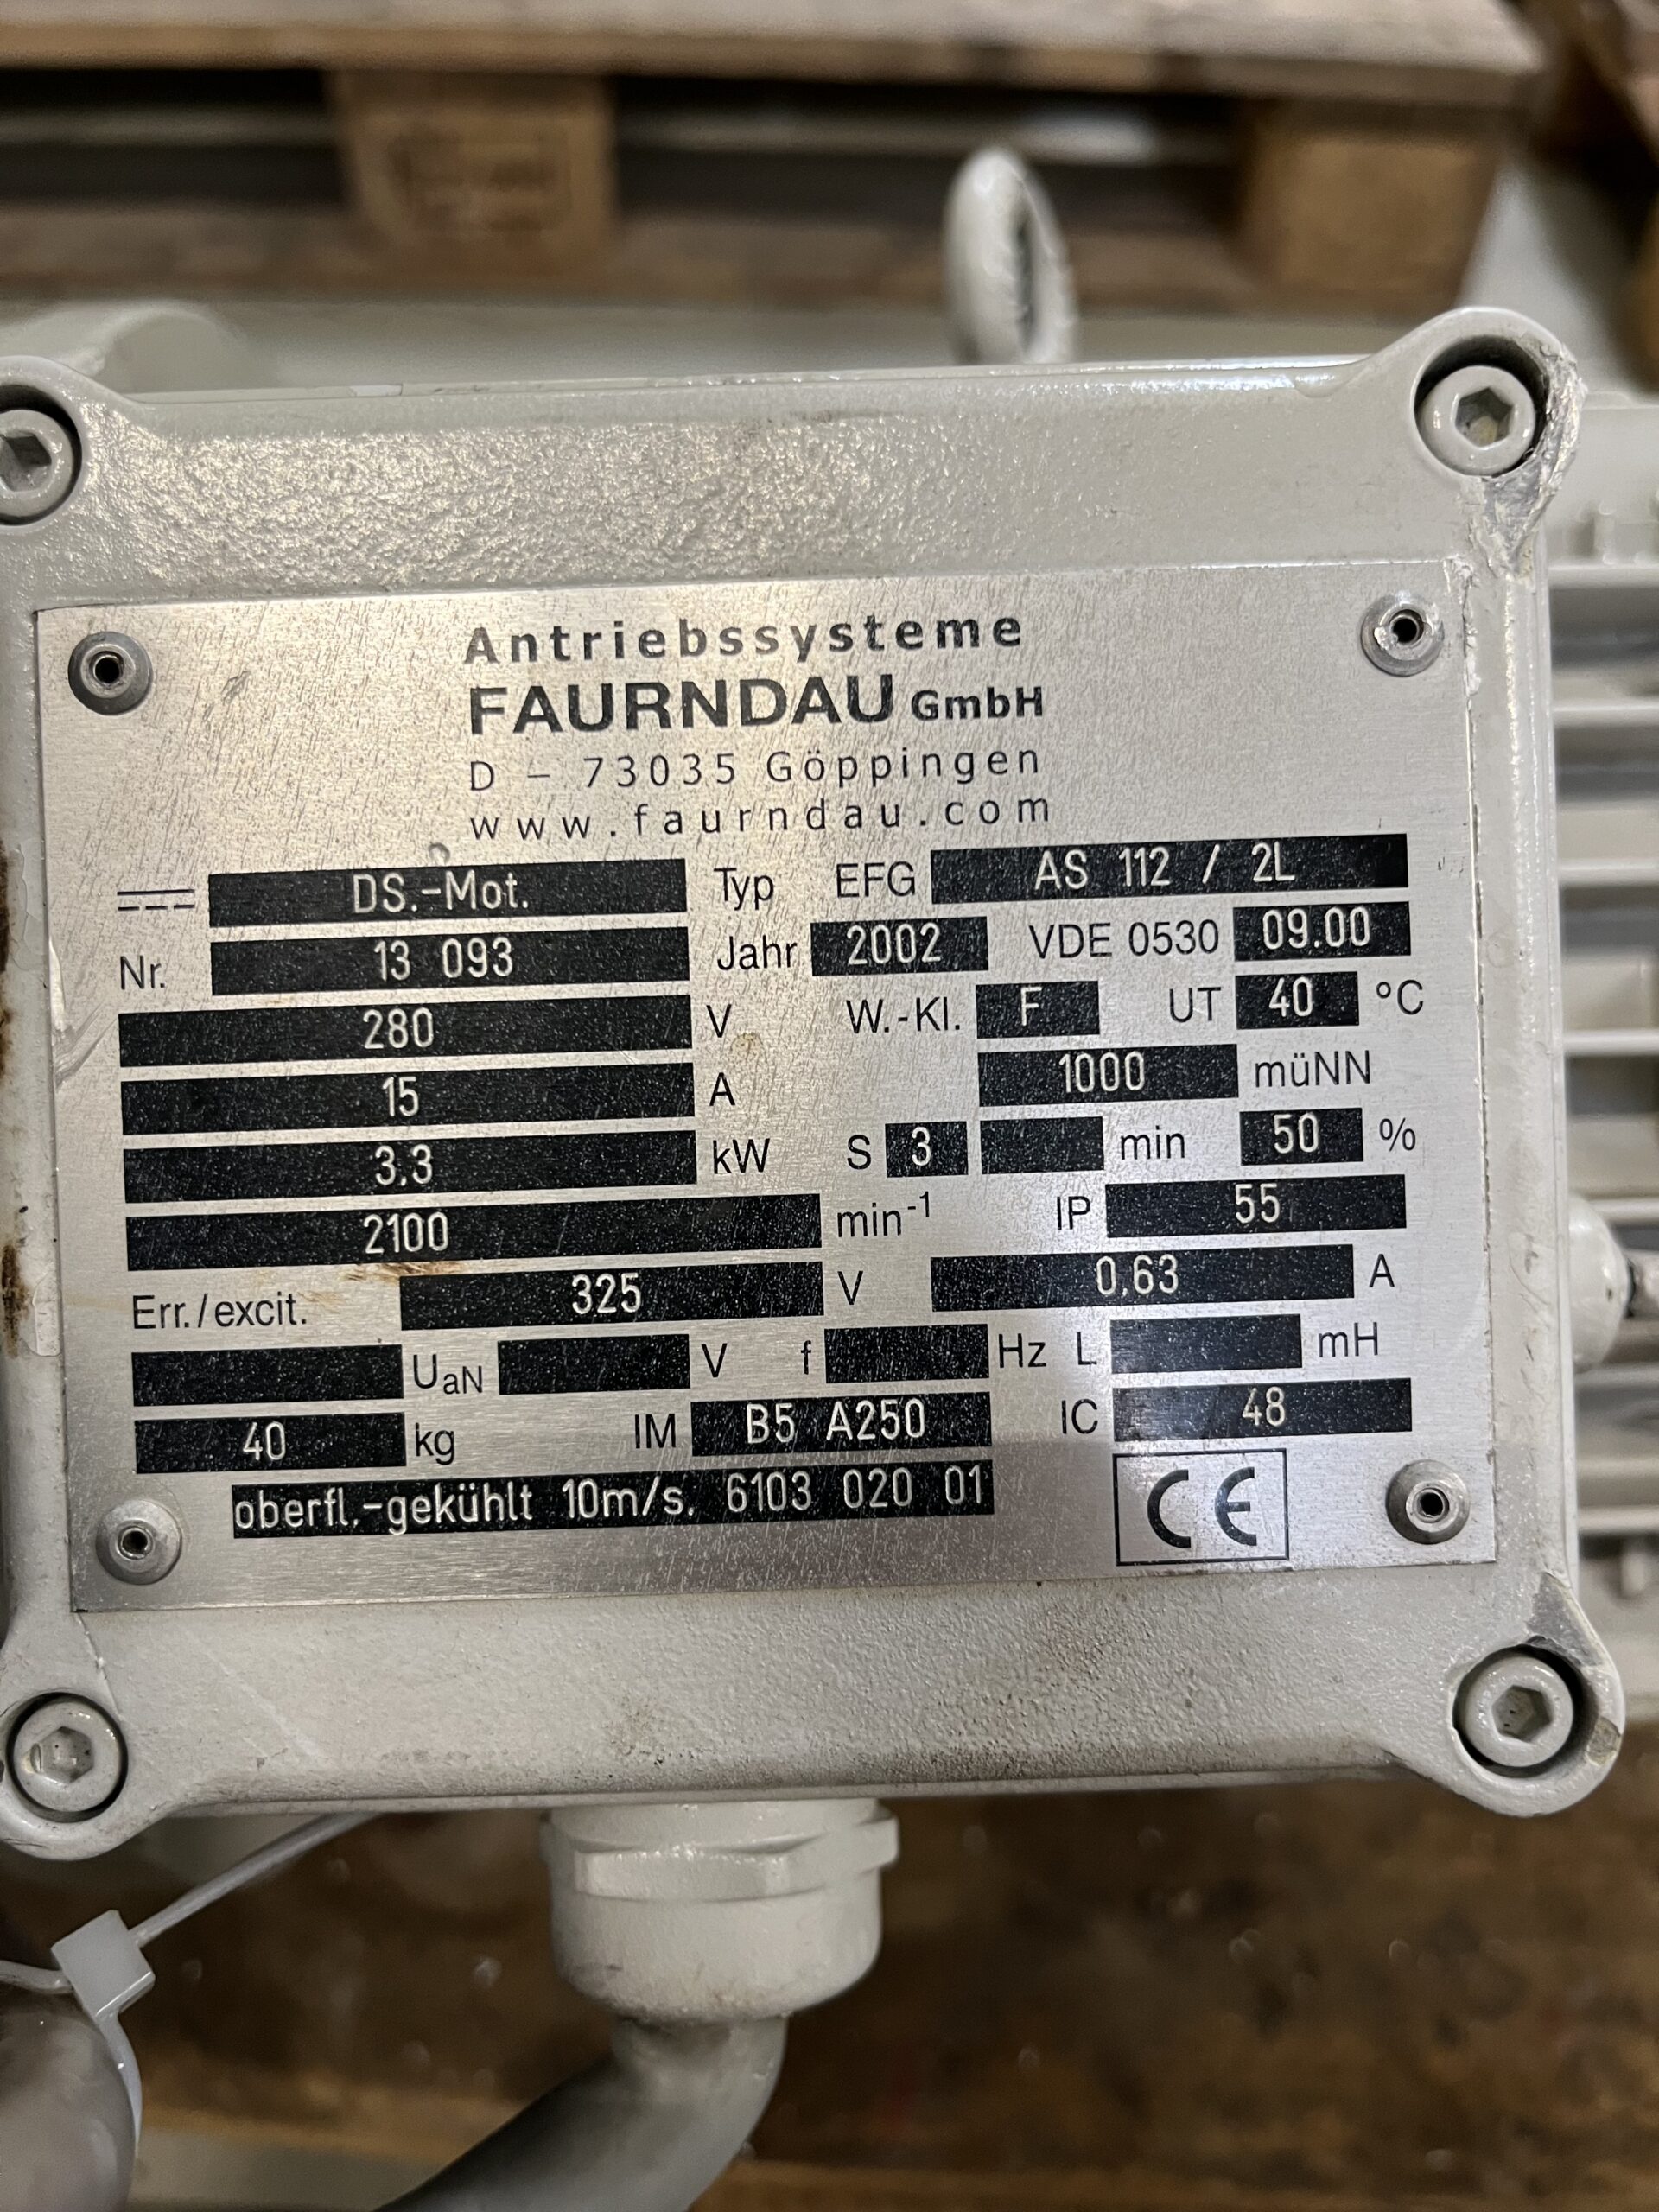 Antriebssysteme
FAURNDAU GmbH
D – 73035 Göppingen
www.faurndau.com
DS.-Mot. Typ EFG AS 112 / 2L
Nr. 13 093 Jahr 2002 VDE 0530 09.00
280 V W.-Kl. F UT 40 °C
15 A 1000 müNN
3,3 kW S 3 min 50 %
2100 min-1 IP 55
Err./excit. 325 V 0,63 A
UaN V f Hz L mH
40 kg IM B5 A250 IC 48
oberfl.-gekühlt 10m/s. 6103 020 01 CE